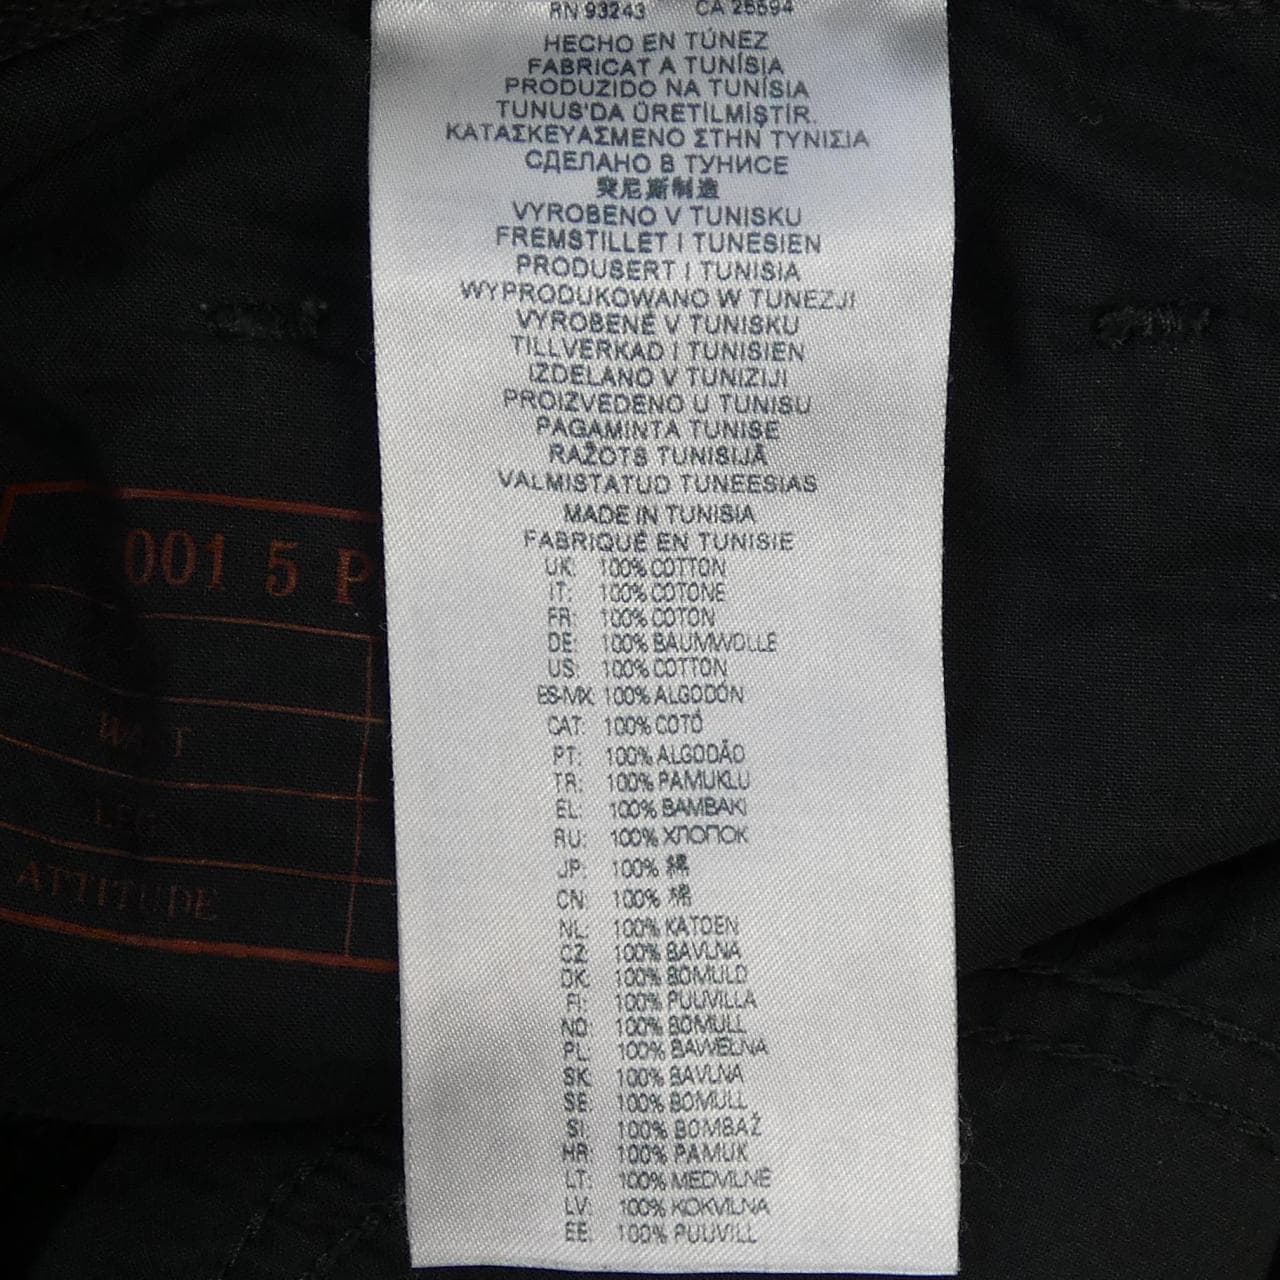 RN 93243 CA 25594
HECHO EN TÚNEZ
FABRICAT A TUNÍSIA
PRODUZIDO NA TUNÍSIA
TUNUS'DA ÜRETİLMİŞTİR.
ΚΑΤΑΣΚΕΥΑΣΜΕΝΟ ΣΤΗΝ ΤΥΝΙΣΙΑ
СДЕЛАНО В ТУНИСЕ
突尼斯制造
VYROBENO V TUNISKU
FREMSTILLET I TUNESIEN
PRODUSERT I TUNISIA
WYPRODUKOWANO W TUNEZJI
VYROBENÉ V TUNISKU
TILLVERKAD I TUNISIEN
IZDELANO V TUNIZIJI
PROIZVEDENO U TUNISU
PAGAMINTA TUNISE
RAŽOTS TUNISIJĀ
VALMISTATUD TUNEESIAS
MADE IN TUNISIA
FABRIQUÉ EN TUNISIE
UK: 100% COTTON
IT: 100% COTONE
FR: 100% COTON
DE: 100% BAUMWOLLE
US: 100% COTTON
ES-MX: 100% ALGODÓN
CAT: 100% COTÓ
PT: 100% ALGODÃO
TR: 100% PAMUKLU
EL: 100% ΒΑΜΒΑΚΙ
RU: 100% ХЛОПОК
JP: 100% 綿
CN: 100% 棉
NL: 100% KATOEN
CZ: 100% BAVLNA
DK: 100% BOMULD
FI: 100% PUUVILLA
NO: 100% BOMULL
PL: 100% BAWEŁNA
SK: 100% BAVLNA
SE: 100% BOMULL
SI: 100% BOMBAŽ
HR: 100% PAMUK
LT: 100% MEDVILNĖ
LV: 100% KOKVILNA
EE: 100% PUUVILL
001 5 P
WAIST
LEG
ATTITUDE